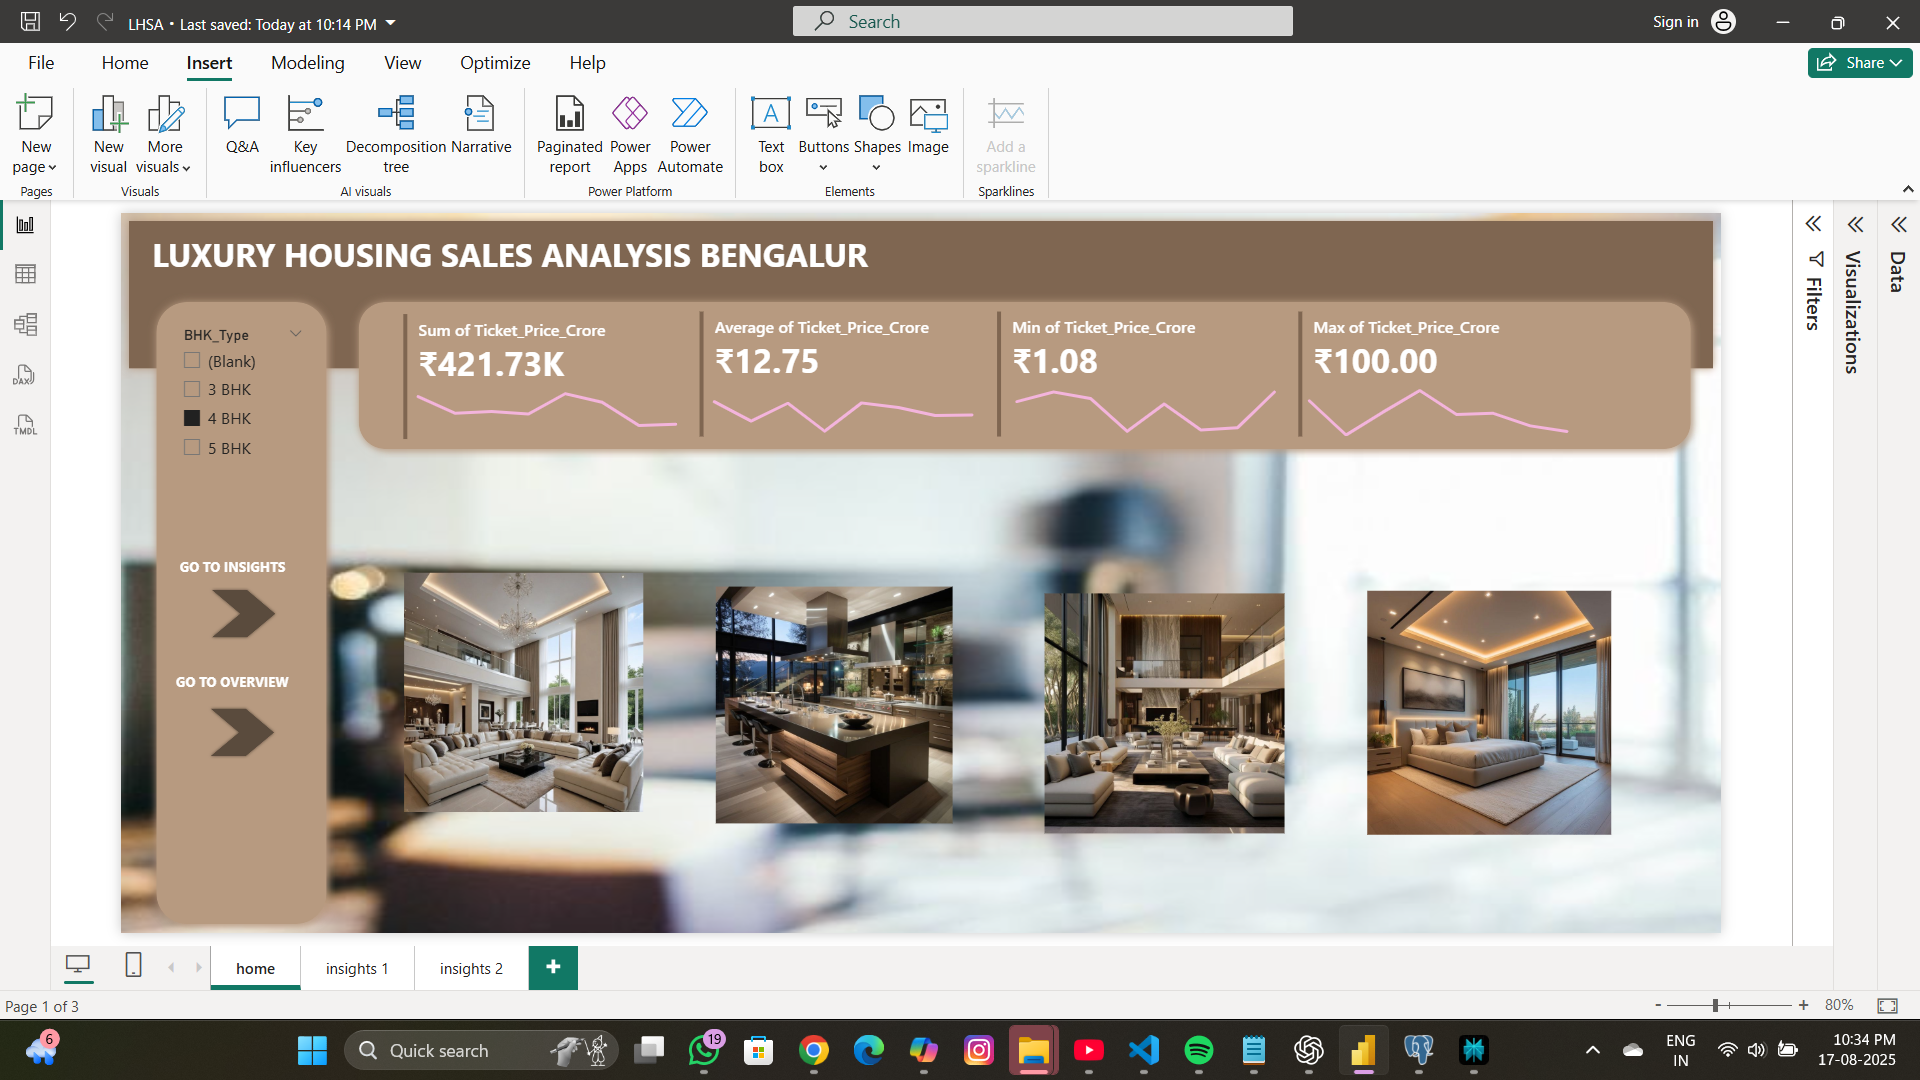 LHSA • Last saved: Today at 10:14 PM
Search
Sign in
File Home Insert Modeling View Optimize Help
Share
New page
New visual
More visuals
Q&A
Key influencers
Decomposition tree
Narrative
Paginated report
Power Apps
Power Automate
Text box
Buttons
Shapes
Image
Add a sparkline
Pages
Visuals
AI visuals
Power Platform
Elements
Sparklines
DAX
TMDL
LUXURY HOUSING SALES ANALYSIS BENGALUR
BHK_Type
(Blank)
3 BHK
4 BHK
5 BHK
Sum of Ticket_Price_Crore
₹421.73K
Average of Ticket_Price_Crore
₹12.75
Min of Ticket_Price_Crore
₹1.08
Max of Ticket_Price_Crore
₹100.00
GO TO INSIGHTS
GO TO OVERVIEW
Filters
Visualizations
Data
home
insights 1
insights 2
Page 1 of 3
- + 80%
6
Quick search
19
ENG
IN
10:34 PM
17-08-2025